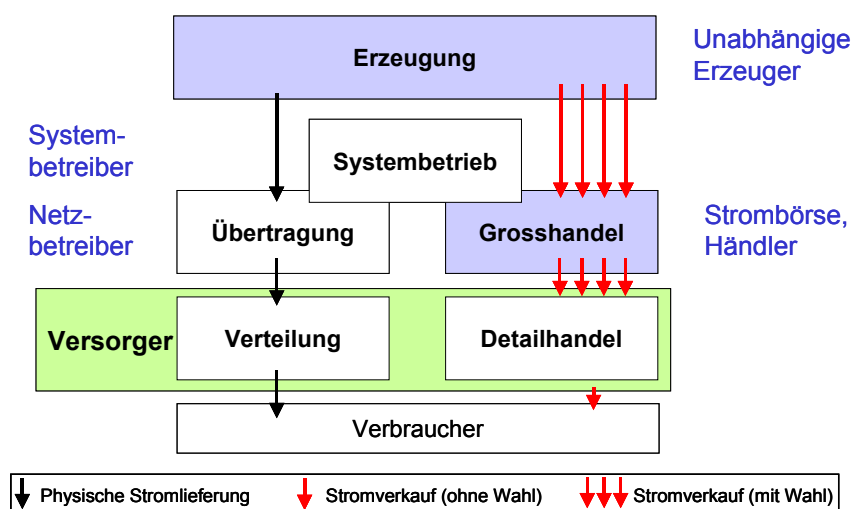 Erzeugung
Unabhängige
Erzeuger
System-
betreiber
Systembetrieb
Netz-
betreiber
Übertragung
Grosshandel
Strombörse,
Händler
Versorger
Verteilung
Detailhandel
Verbraucher
Physische Stromlieferung
Stromverkauf (ohne Wahl)
Stromverkauf (mit Wahl)